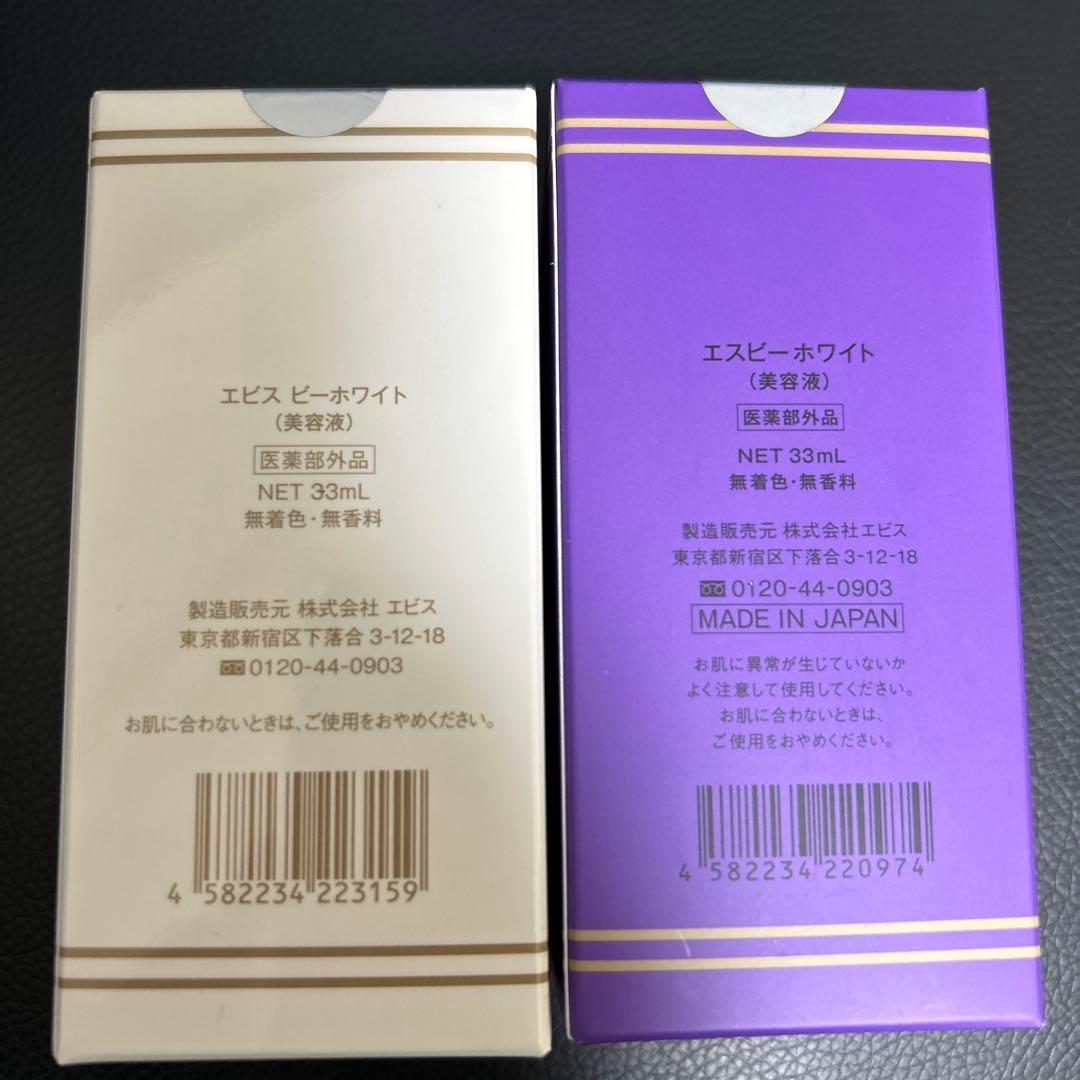 エビス ビーホワイト
（美容液）
医薬部外品
NET 33mL
無着色・無香料
製造販売元 株式会社 エビス
東京都新宿区下落合 3-12-18
0120-44-0903
お肌に合わないときは、ご使用をおやめください。
4 582234 223159
エスビーホワイト
（美容液）
医薬部外品
NET 33mL
無着色・無香料
製造販売元 株式会社エビス
東京都新宿区下落合3-12-18
0120-44-0903
MADE IN JAPAN
お肌に異常が生じていないか
よく注意して使用してください。
お肌に合わないときは、
ご使用をおやめください。
4 582234 220974